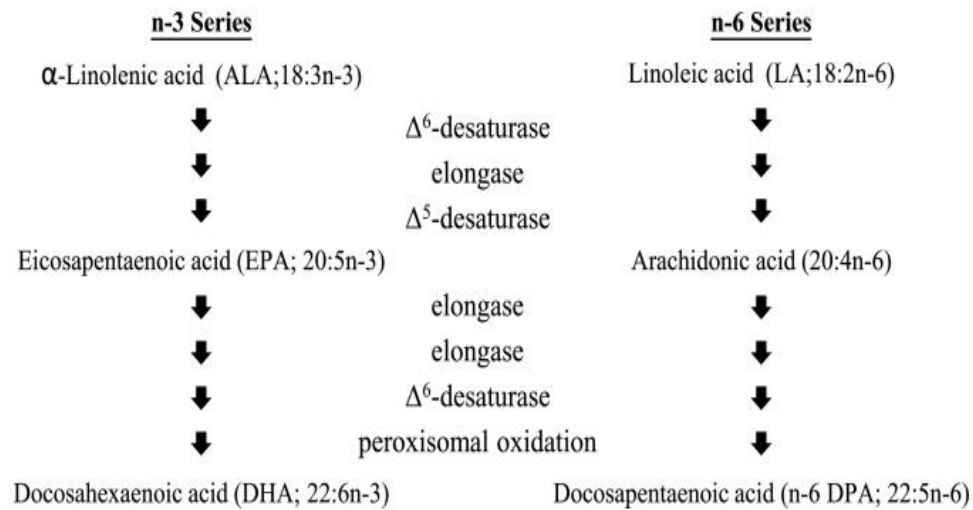 n-3 Series n-6 Series
α-Linolenic acid (ALA;18:3n-3) Linoleic acid (LA;18:2n-6)
Δ⁶-desaturase
elongase
Δ⁵-desaturase
Eicosapentaenoic acid (EPA; 20:5n-3) Arachidonic acid (20:4n-6)
elongase
elongase
Δ⁶-desaturase
peroxisomal oxidation
Docosahexaenoic acid (DHA; 22:6n-3) Docosapentaenoic acid (n-6 DPA; 22:5n-6)